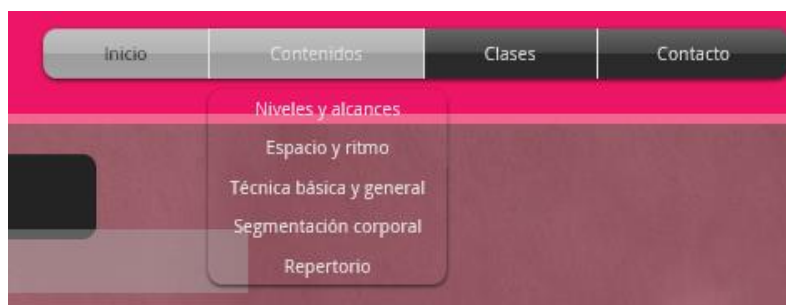 Inicio Contenidos Clases Contacto
Niveles y alcances
Espacio y ritmo
Técnica básica y general
Segmentación corporal
Repertorio